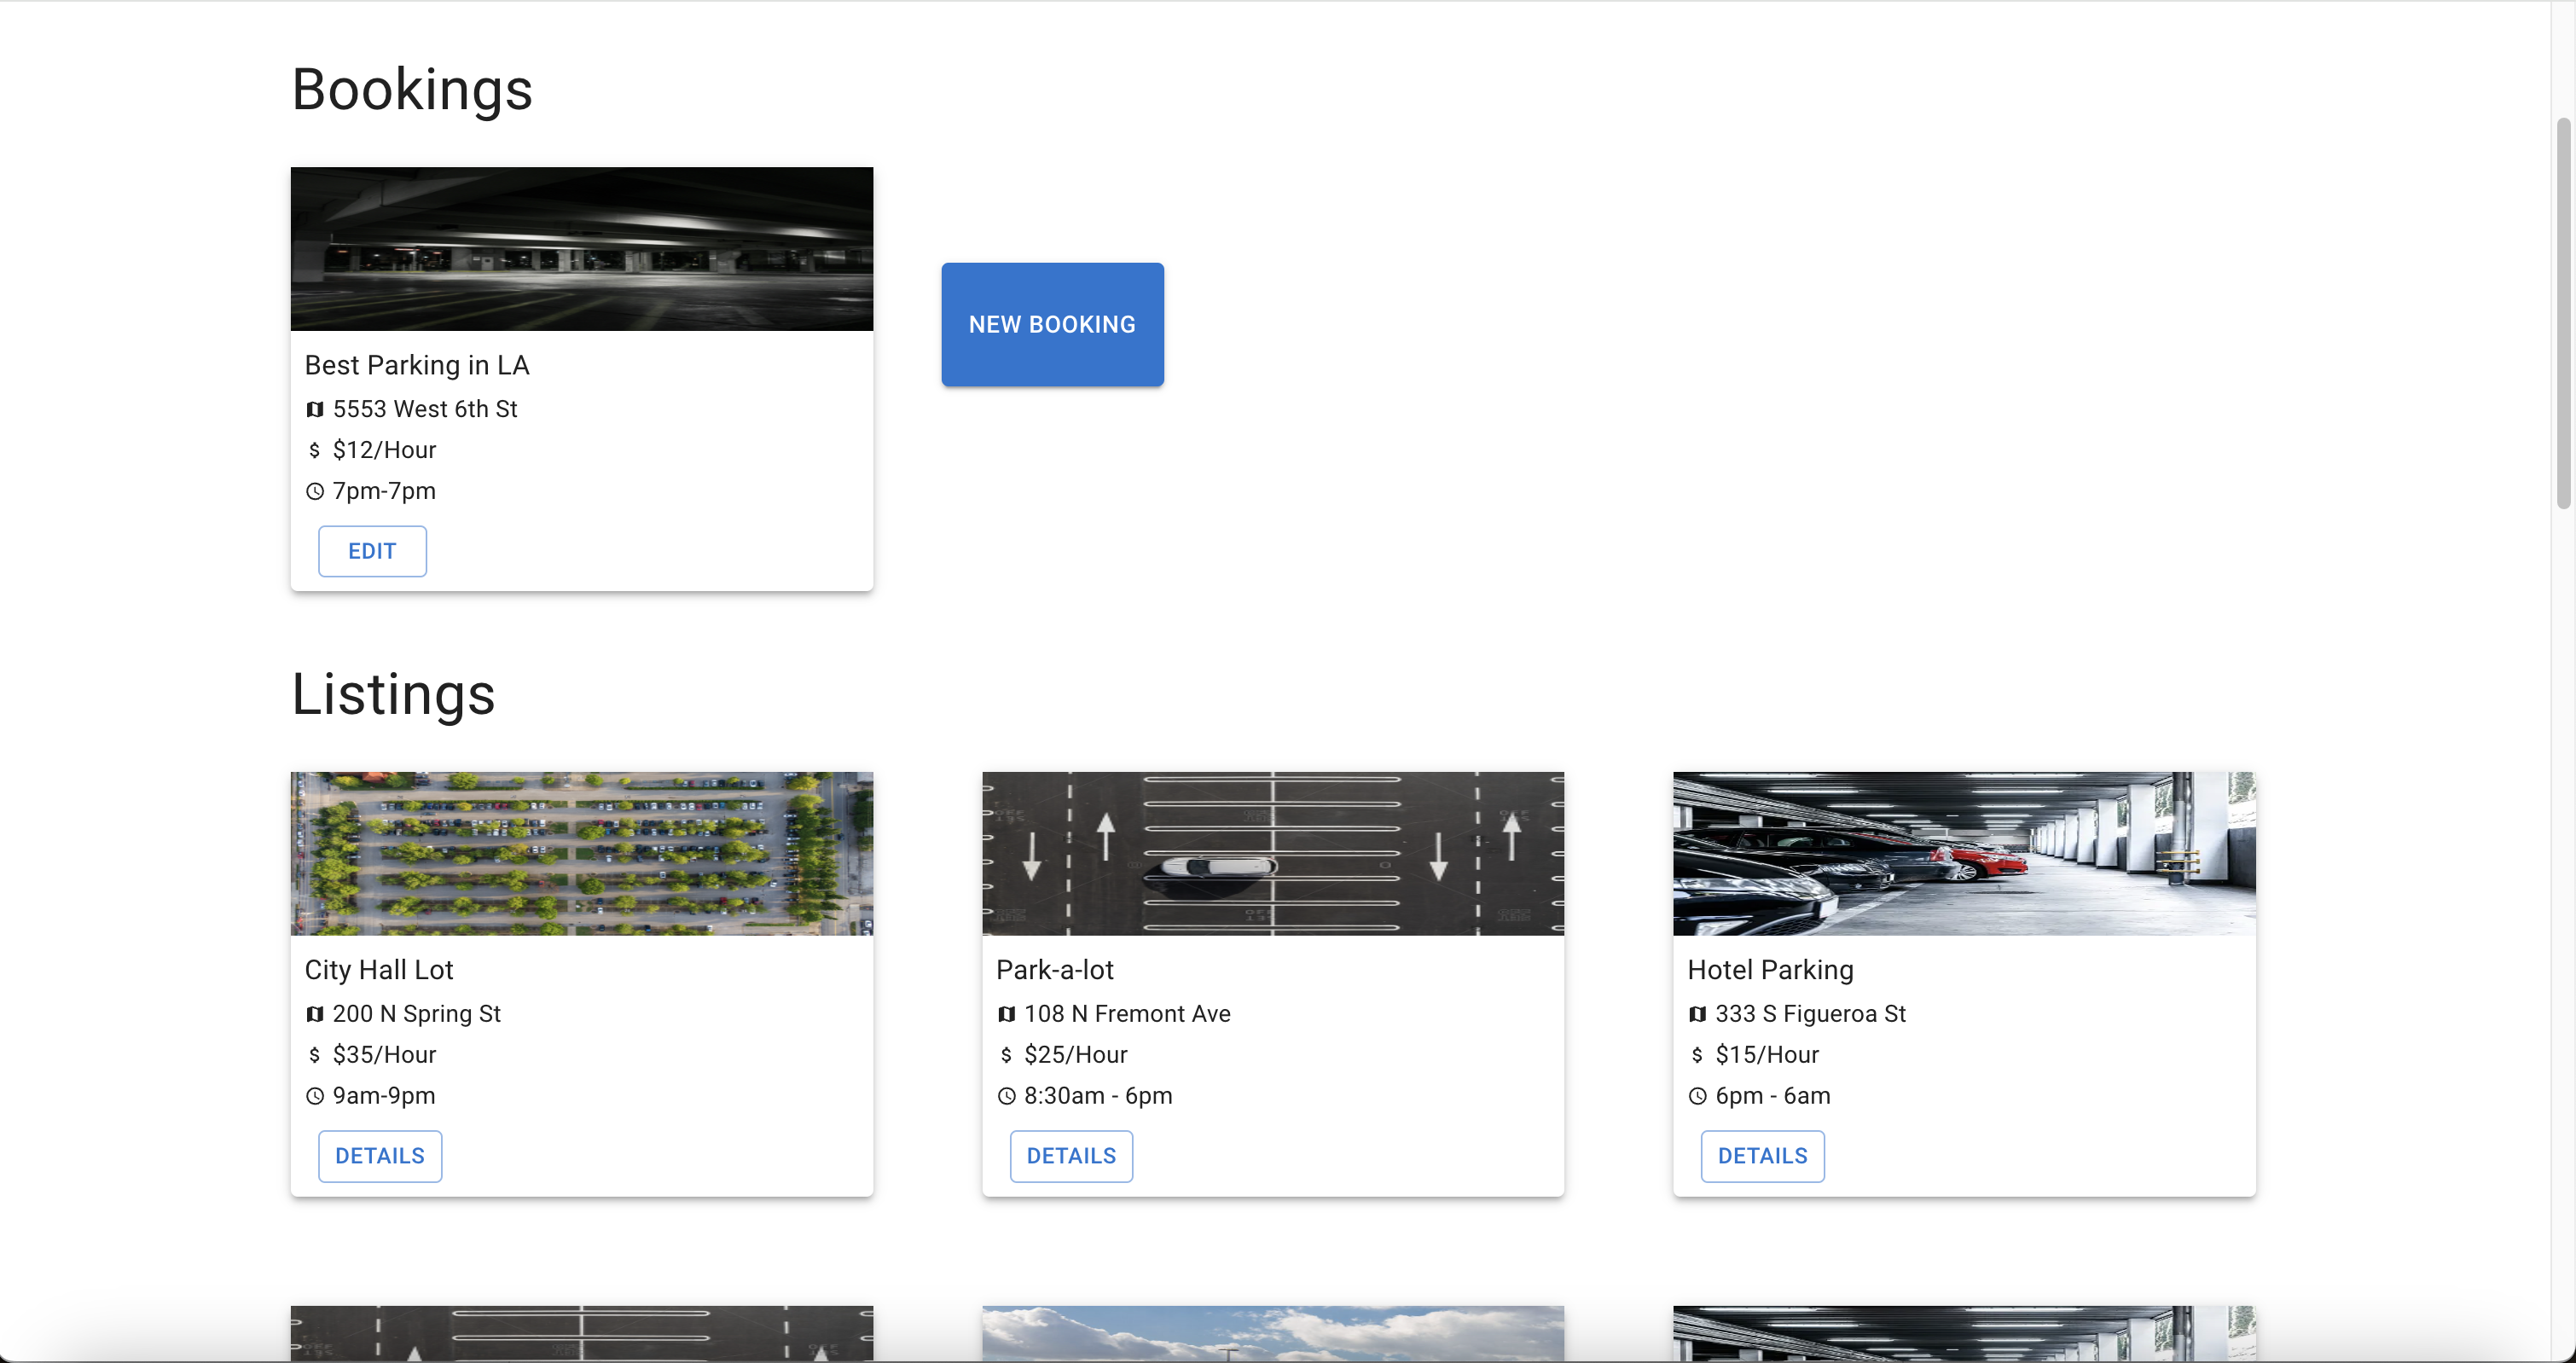 Bookings
Best Parking in LA
5553 West 6th St
$ $12/Hour
7pm-7pm
EDIT
NEW BOOKING
Listings
City Hall Lot
200 N Spring St
$ $35/Hour
9am-9pm
DETAILS
Park-a-lot
108 N Fremont Ave
$ $25/Hour
8:30am - 6pm
DETAILS
Hotel Parking
333 S Figueroa St
$ $15/Hour
6pm - 6am
DETAILS